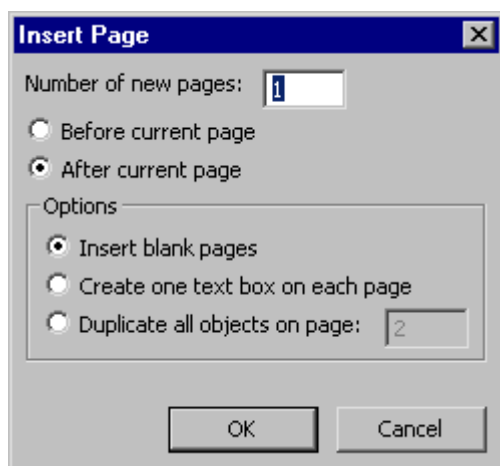 Insert Page
Number of new pages: 1
Before current page
After current page
Options
Insert blank pages
Create one text box on each page
Duplicate all objects on page: 2
OK Cancel